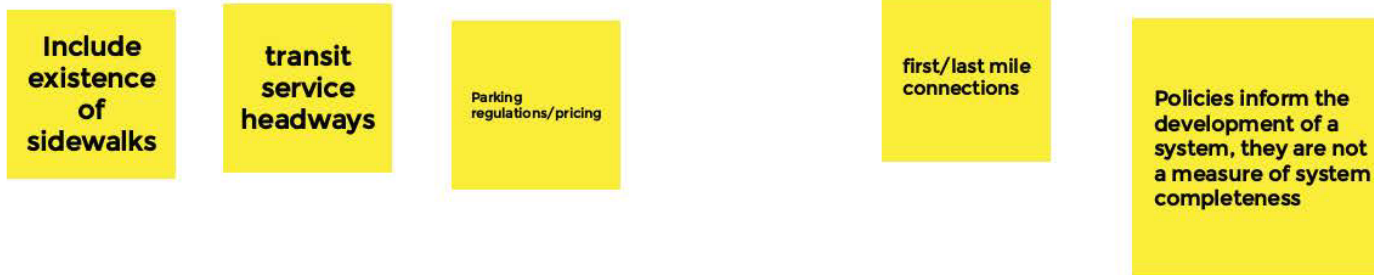 Include
existence
of
sidewalks
transit
service
headways
Parking
regulations/pricing
first/last mile
connections
Policies inform the
development of a
system, they are not
a measure of system
completeness